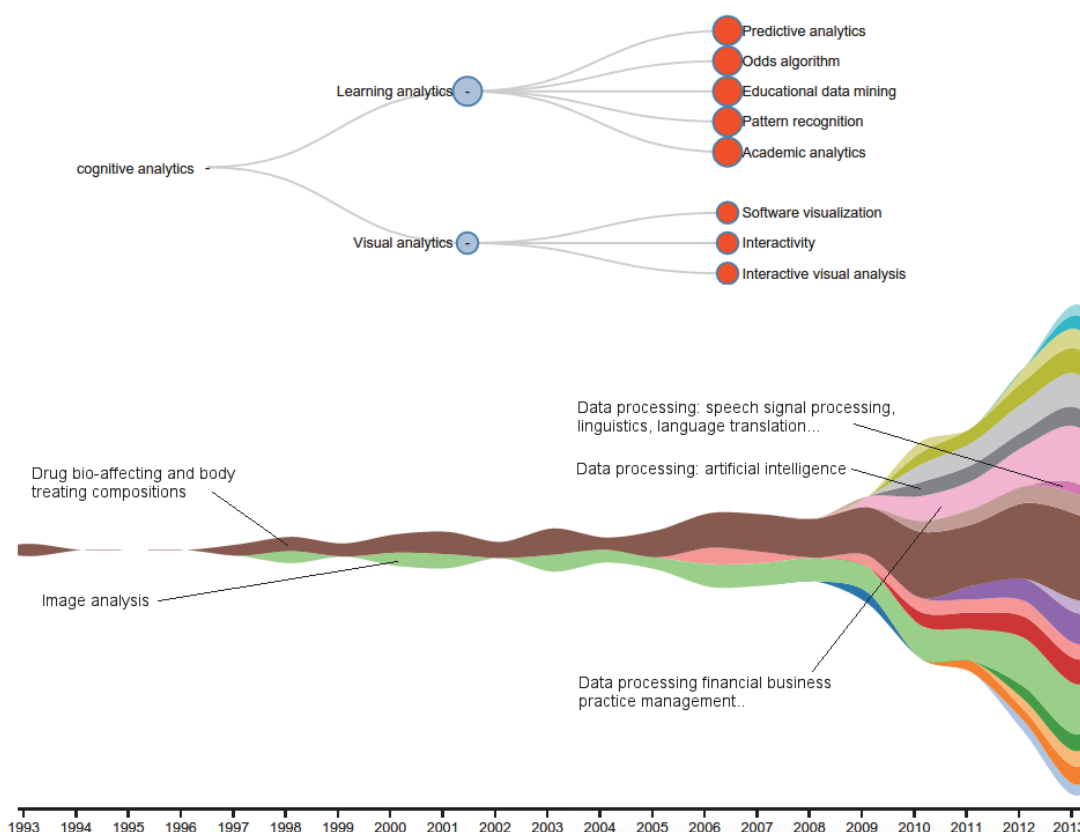 Predictive analytics
Odds algorithm
Learning analytics -
Educational data mining
Pattern recognition
Academic analytics
cognitive analytics -
Software visualization
Visual analytics -
Interactivity
Interactive visual analysis
Data processing: speech signal processing,
linguistics, language translation...
Data processing: artificial intelligence
Drug bio-affecting and body
treating compositions
Image analysis
Data processing financial business
practice management..
1993 1994 1995 1996 1997 1998 1999 2000 2001 2002 2003 2004 2005 2006 2007 2008 2009 2010 2011 2012